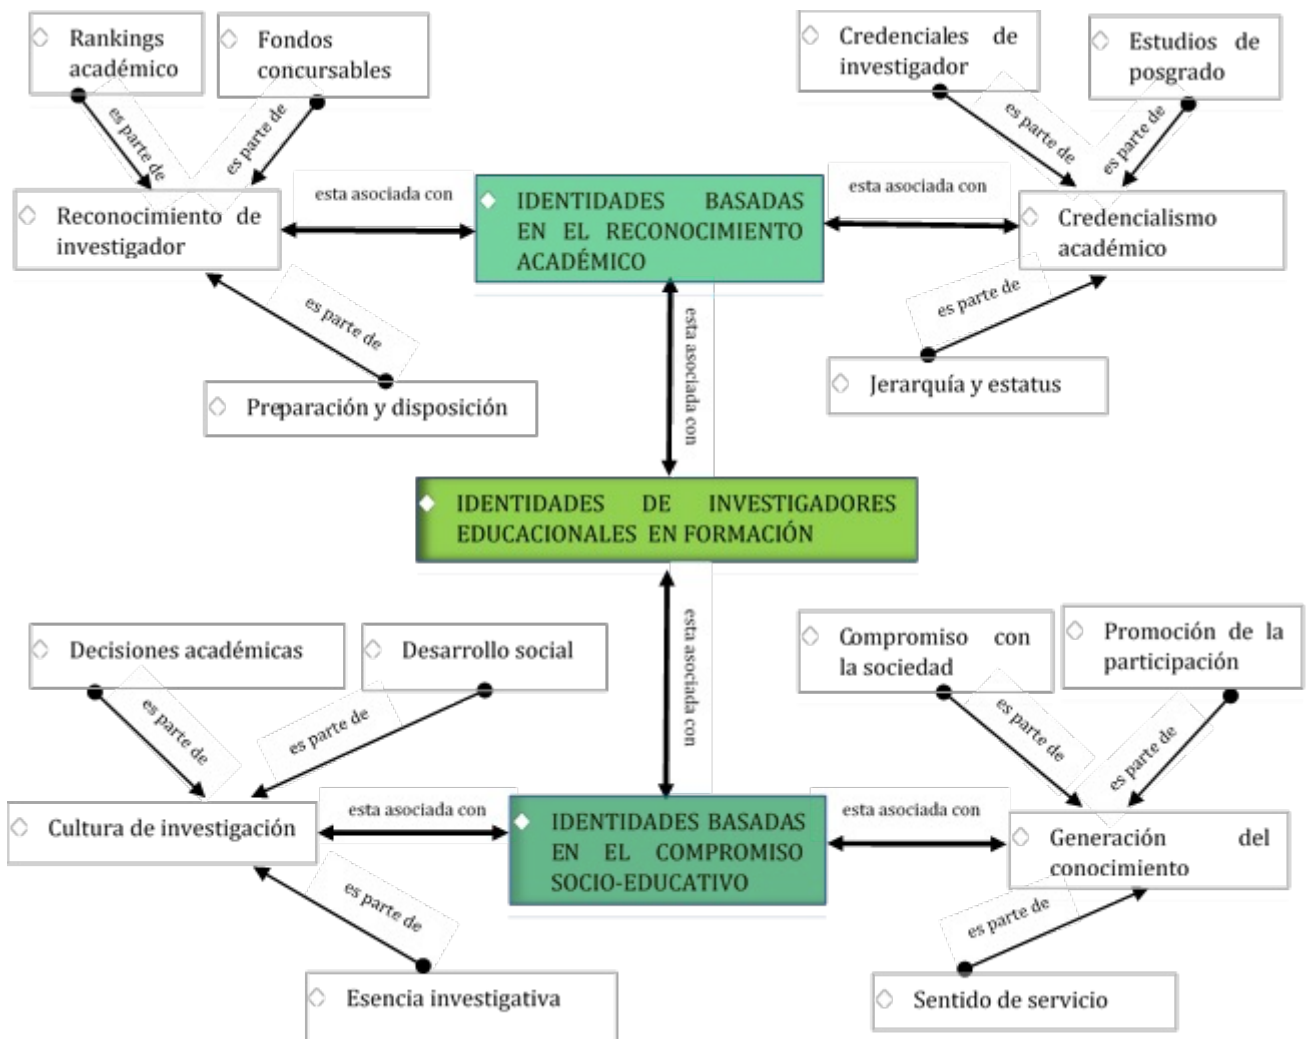 Rankings
académico
Fondos
concursables
Credenciales de
investigador
Estudios de
posgrado
es parte de
es parte de
es parte de
es parte de
Reconocimiento de
investigador
esta asociada con
IDENTIDADES BASADAS
EN EL RECONOCIMIENTO
ACADÉMICO
esta asociada con
Credencialismo
académico
es parte de
es parte de
Preparación y disposición
esta asociada con
Jerarquía y estatus
IDENTIDADES DE INVESTIGADORES
EDUCACIONALES EN FORMACIÓN
esta asociada con
Decisiones académicas
Desarrollo social
Compromiso con
la sociedad
Promoción de la
participación
es parte de
es parte de
es parte de
es parte de
Cultura de investigación
esta asociada con
IDENTIDADES BASADAS
EN EL COMPROMISO
SOCIO-EDUCATIVO
esta asociada con
Generación del
conocimiento
es parte de
es parte de
Esencia investigativa
Sentido de servicio